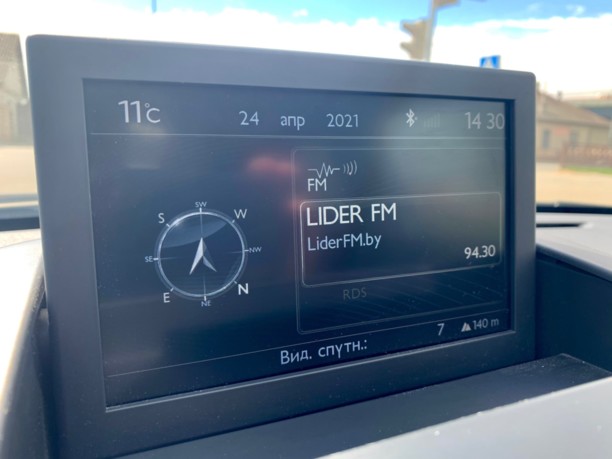 11°C 24 апр 2021 14 30
FM
LIDER FM
LiderFM.by
94.30
RDS
SW
S W
SE NW
E N
NE
Вид. спутн.: 7 140 m